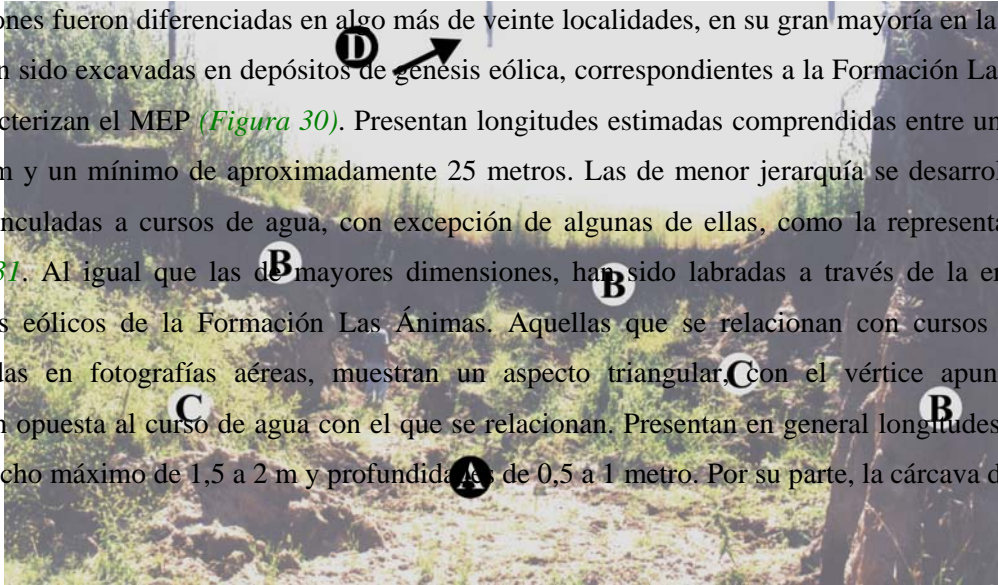 ones fueron diferenciadas en algo más de veinte localidades, en su gran mayoría en la
D
n sido excavadas en depósitos de génesis eólica, correspondientes a la Formación La
cterizan el MEP (Figura 30). Presentan longitudes estimadas comprendidas entre un
m y un mínimo de aproximadamente 25 metros. Las de menor jerarquía se desarrol
nculadas a cursos de agua, con excepción de algunas de ellas, como la representa
B B
31. Al igual que las de mayores dimensiones, han sido labradas a través de la e
s eólicos de la Formación Las Ánimas. Aquellas que se relacionan con cursos
das en fotografías aéreas, muestran un aspecto triangular, con el vértice apun
C C B
n opuesta al curso de agua con el que se relacionan. Presentan en general longitudes
cho máximo de 1,5 a 2 m y profundidades de 0,5 a 1 metro. Por su parte, la cárcava d
A